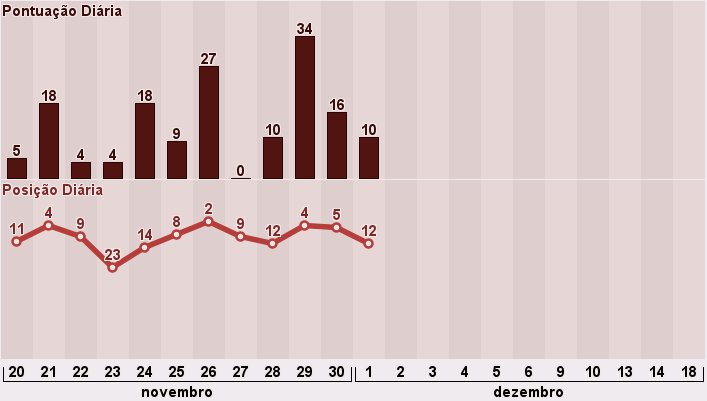 Pontuação Diária
5 18 4 4 18 9 27 0 10 34 16 10
Posição Diária
11 4 9 23 14 8 2 9 12 4 5 12
20 21 22 23 24 25 26 27 28 29 30 1 2 3 4 5 6 9 10 13 14 18
novembro dezembro